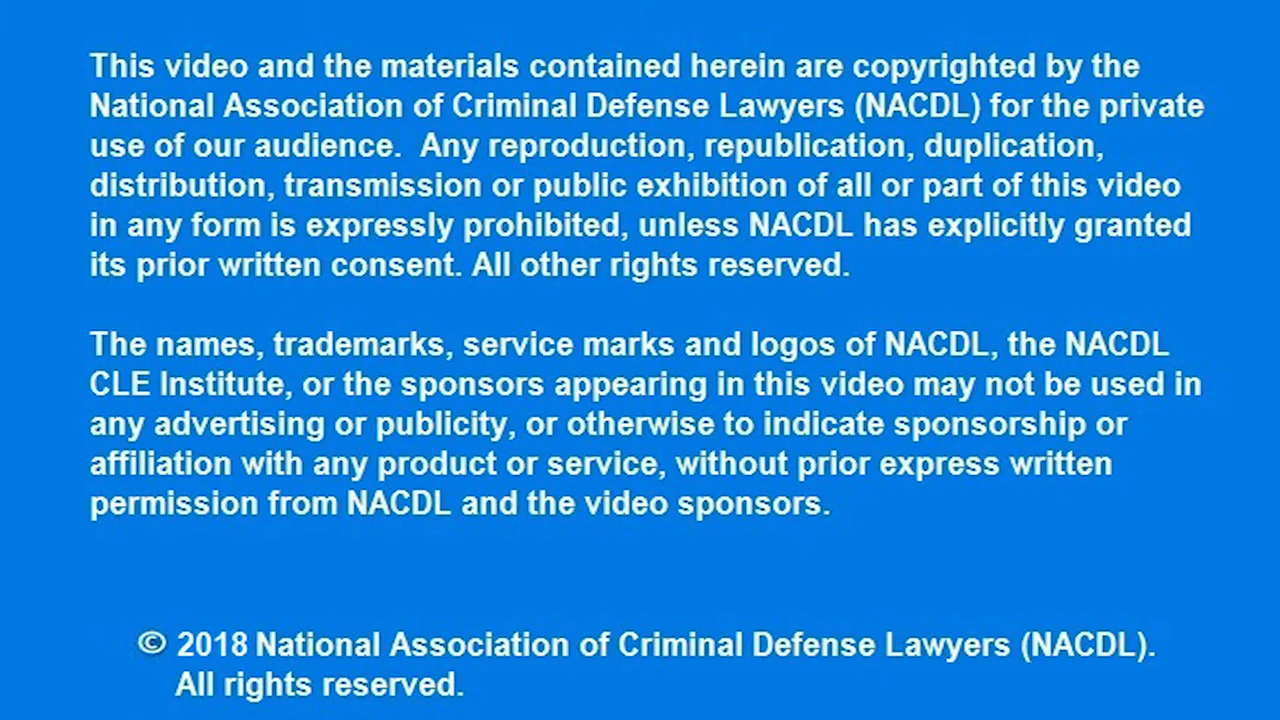 This video and the materials contained herein are copyrighted by the
National Association of Criminal Defense Lawyers (NACDL) for the private
use of our audience.  Any reproduction, republication, duplication,
distribution, transmission or public exhibition of all or part of this video
in any form is expressly prohibited, unless NACDL has explicitly granted
its prior written consent. All other rights reserved.
The names, trademarks, service marks and logos of NACDL, the NACDL
CLE Institute, or the sponsors appearing in this video may not be used in
any advertising or publicity, or otherwise to indicate sponsorship or
affiliation with any product or service, without prior express written
permission from NACDL and the video sponsors.
© 2018 National Association of Criminal Defense Lawyers (NACDL).
All rights reserved.